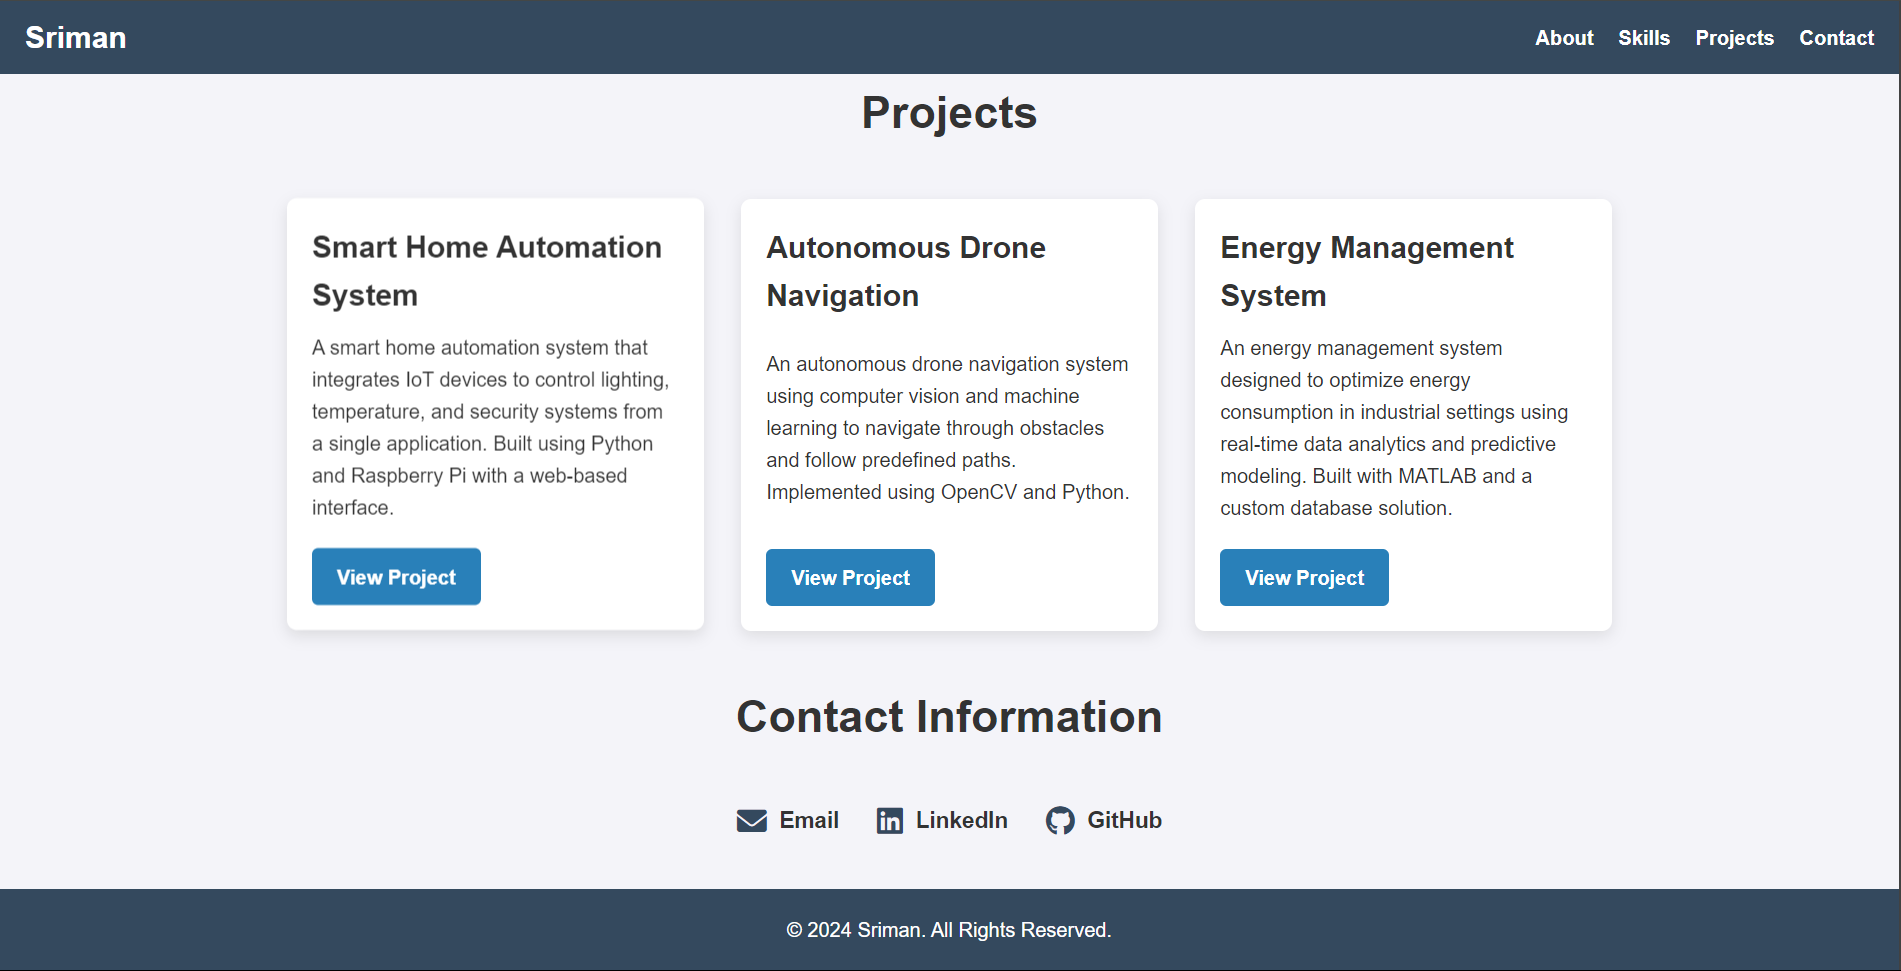 Sriman
About Skills Projects Contact
Projects
Smart Home Automation
System
A smart home automation system that
integrates IoT devices to control lighting,
temperature, and security systems from
a single application. Built using Python
and Raspberry Pi with a web-based
interface.
View Project
Autonomous Drone
Navigation
An autonomous drone navigation system
using computer vision and machine
learning to navigate through obstacles
and follow predefined paths.
Implemented using OpenCV and Python.
View Project
Energy Management
System
An energy management system
designed to optimize energy
consumption in industrial settings using
real-time data analytics and predictive
modeling. Built with MATLAB and a
custom database solution.
View Project
Contact Information
Email LinkedIn GitHub
© 2024 Sriman. All Rights Reserved.